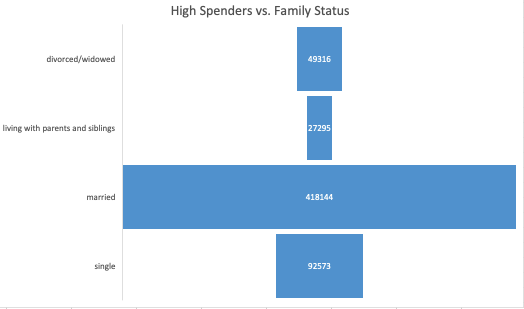 High Spenders vs. Family Status
divorced/widowed
49316
living with parents and siblings
27295
married
418144
single
92573